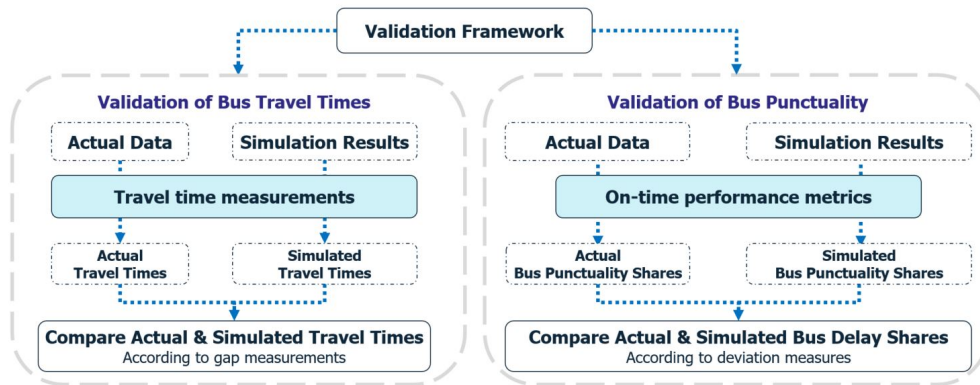 Validation Framework
Validation of Bus Travel Times
Actual Data
Simulation Results
Travel time measurements
Actual
Travel Times
Simulated
Travel Times
Compare Actual & Simulated Travel Times
According to gap measurements
Validation of Bus Punctuality
Actual Data
Simulation Results
On-time performance metrics
Actual
Bus Punctuality Shares
Simulated
Bus Punctuality Shares
Compare Actual & Simulated Bus Delay Shares
According to deviation measures